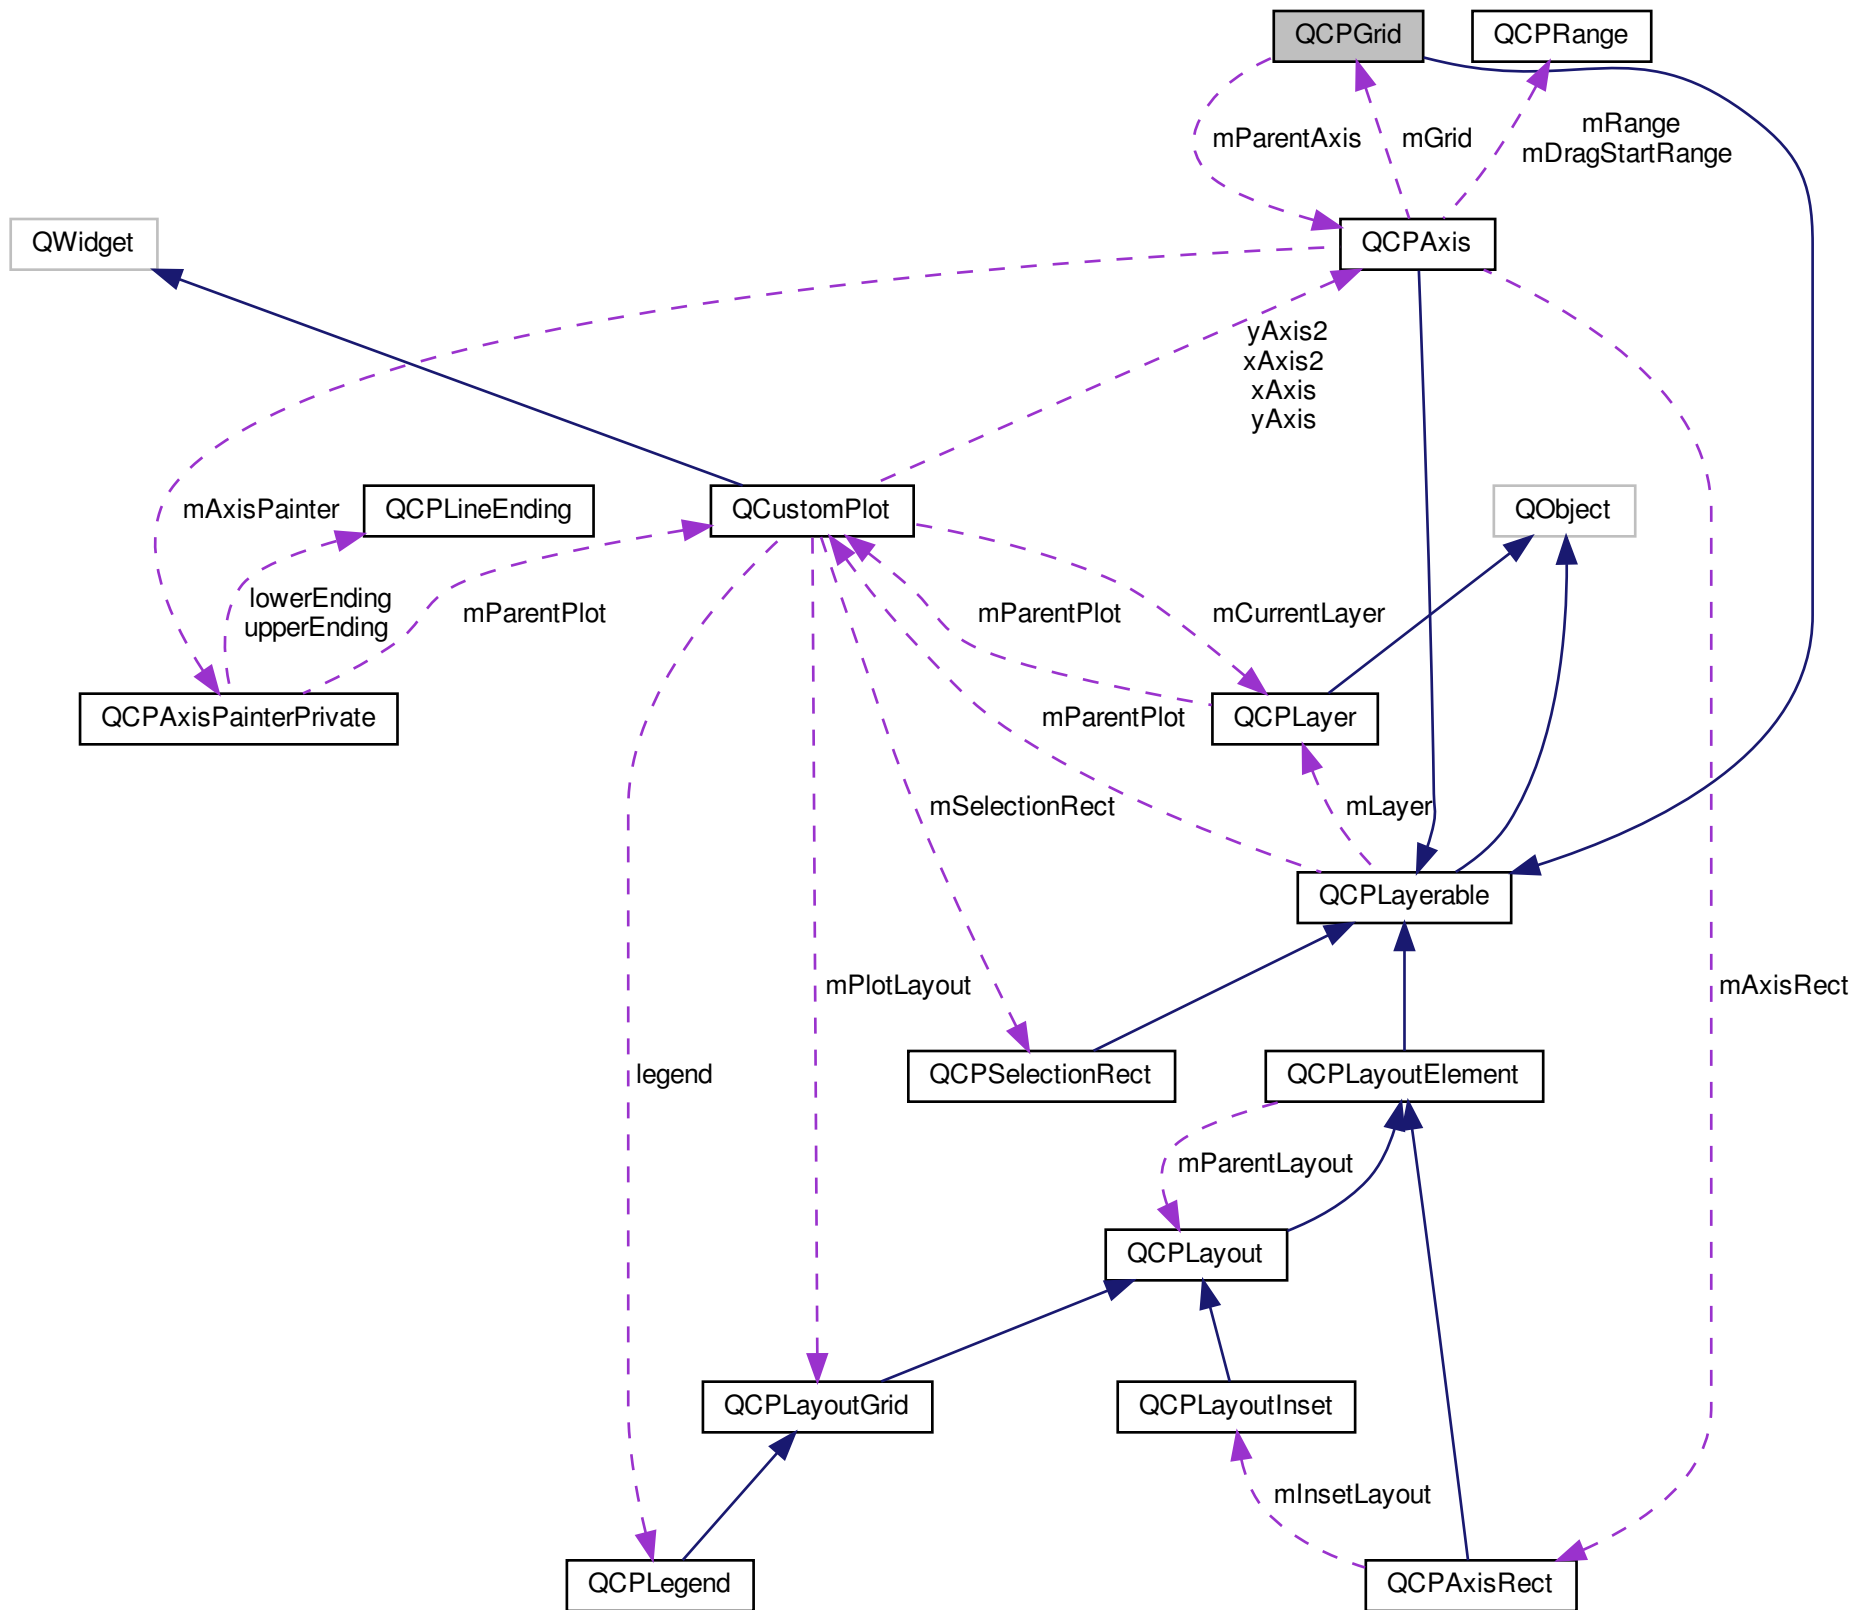 QCPGrid
QCPRange
mParentAxis
mGrid
mRange
mDragStartRange
QWidget
QCPAxis
yAxis2
xAxis2
xAxis
yAxis
mAxisPainter
QCPLineEnding
QCustomPlot
QObject
lowerEnding
upperEnding
mParentPlot
mParentPlot
mCurrentLayer
QCPAxisPainterPrivate
mParentPlot
QCPLayer
mSelectionRect
mLayer
QCPLayerable
mPlotLayout
mAxisRect
legend
QCPSelectionRect
QCPLayoutElement
mParentLayout
QCPLayout
QCPLayoutGrid
QCPLayoutInset
mInsetLayout
QCPLegend
QCPAxisRect